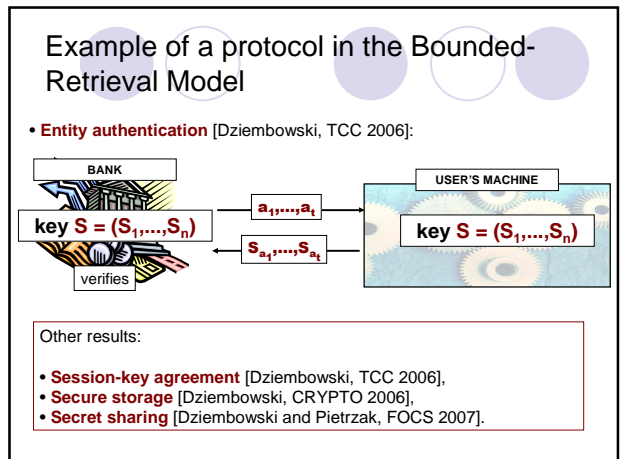 Example of a protocol in the Bounded-
Retrieval Model
• Entity authentication [Dziembowski, TCC 2006]:
BANK
key S = (S₁,...,Sₙ)
verifies
a₁,...,aₜ
Sₐ₁,...,Sₐₜ
USER'S MACHINE
key S = (S₁,...,Sₙ)
Other results:
• Session-key agreement [Dziembowski, TCC 2006],
• Secure storage [Dziembowski, CRYPTO 2006],
• Secret sharing [Dziembowski and Pietrzak, FOCS 2007].